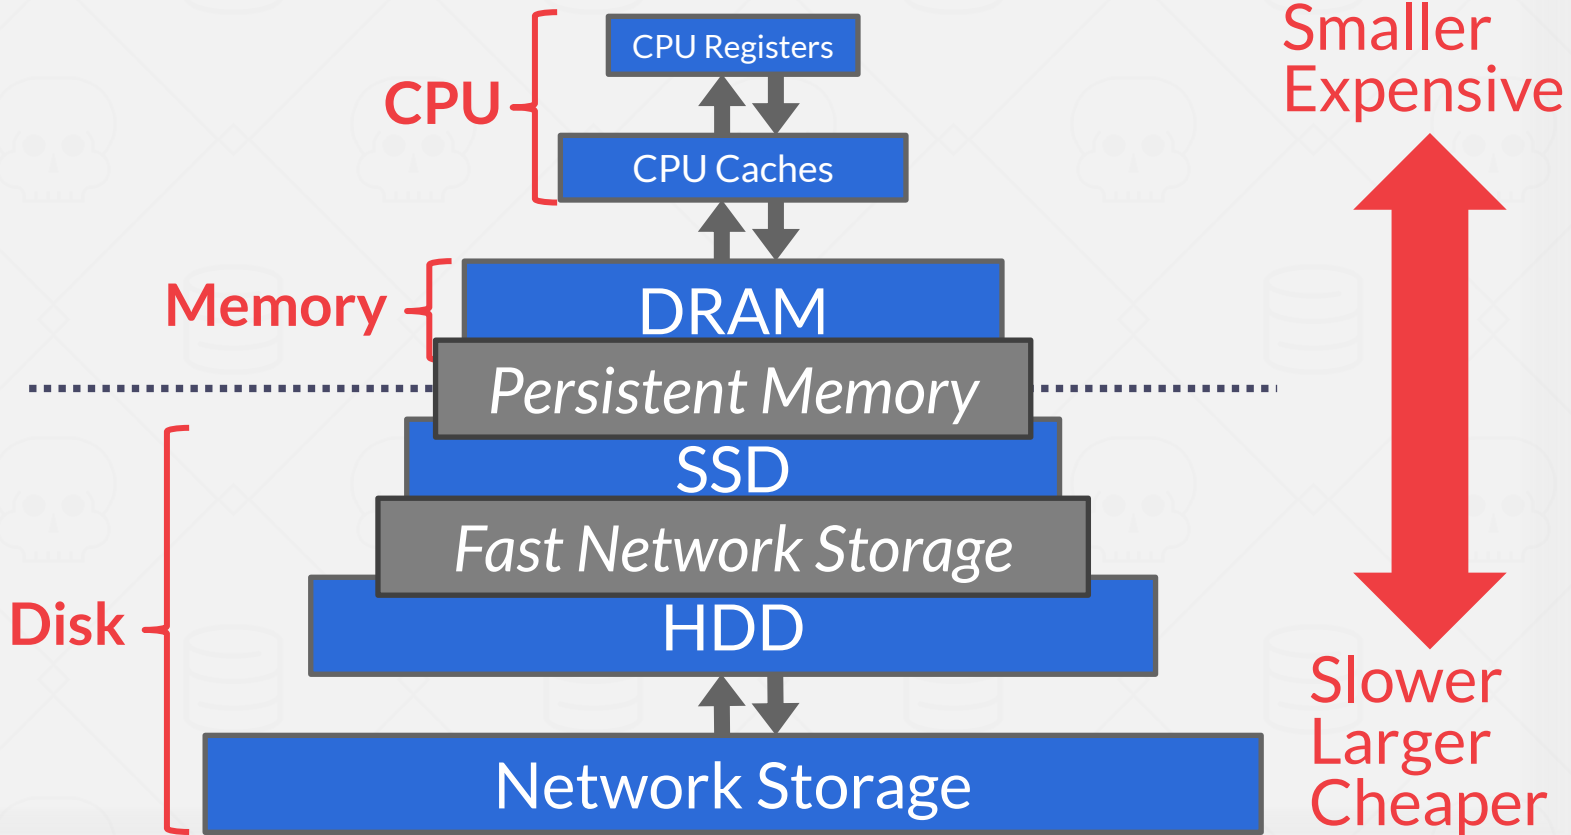 Smaller
Expensive
CPU Registers
CPU
CPU Caches
Memory
DRAM
Persistent Memory
SSD
Fast Network Storage
Disk
HDD
Slower
Larger
Cheaper
Network Storage